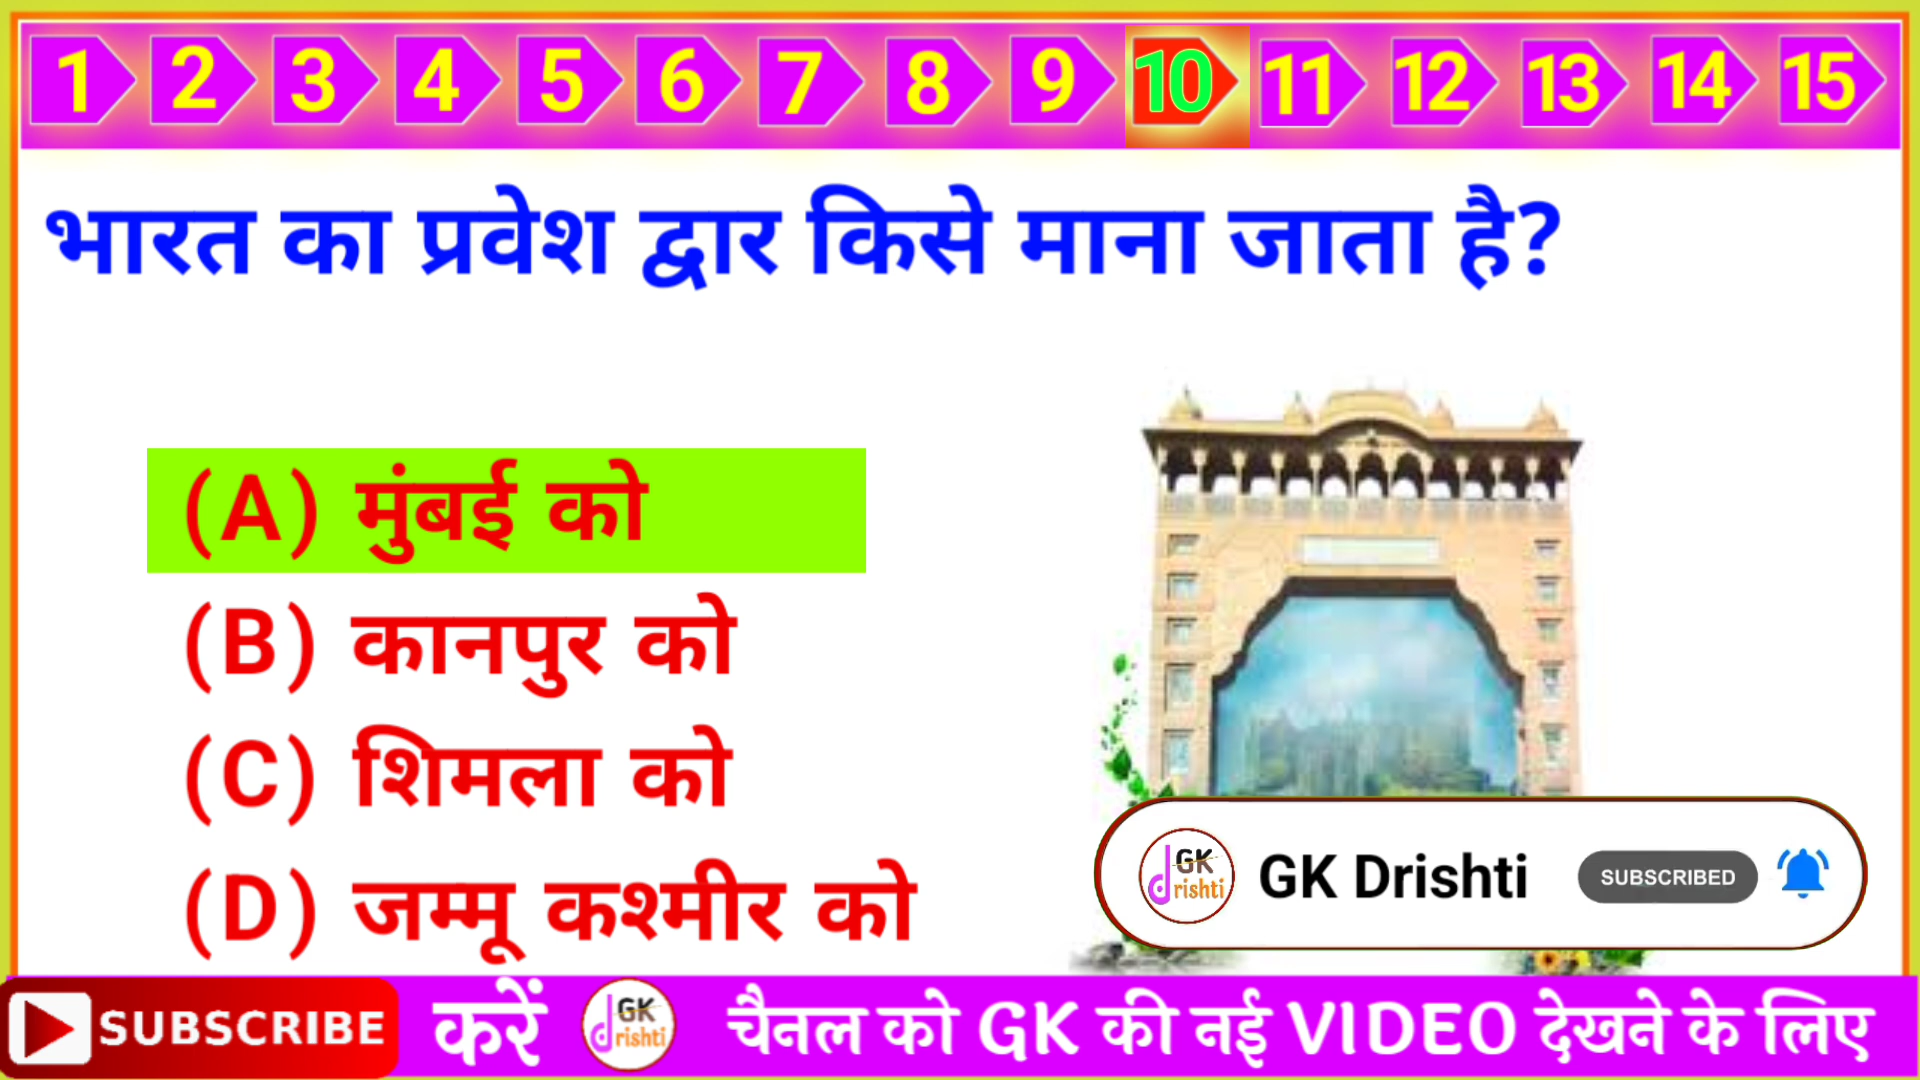 1 2 3 4 5 6 7 8 9 10 11 12 13 14 15
भारत का प्रवेश द्वार किसे माना जाता है?
(A) मुंबई को
(B) कानपुर को
(C) शिमला को
(D) जम्मू कश्मीर को
GK drishti GK Drishti SUBSCRIBED
SUBSCRIBE करें GK drishti चैनल को GK की नई VIDEO देखने के लिए